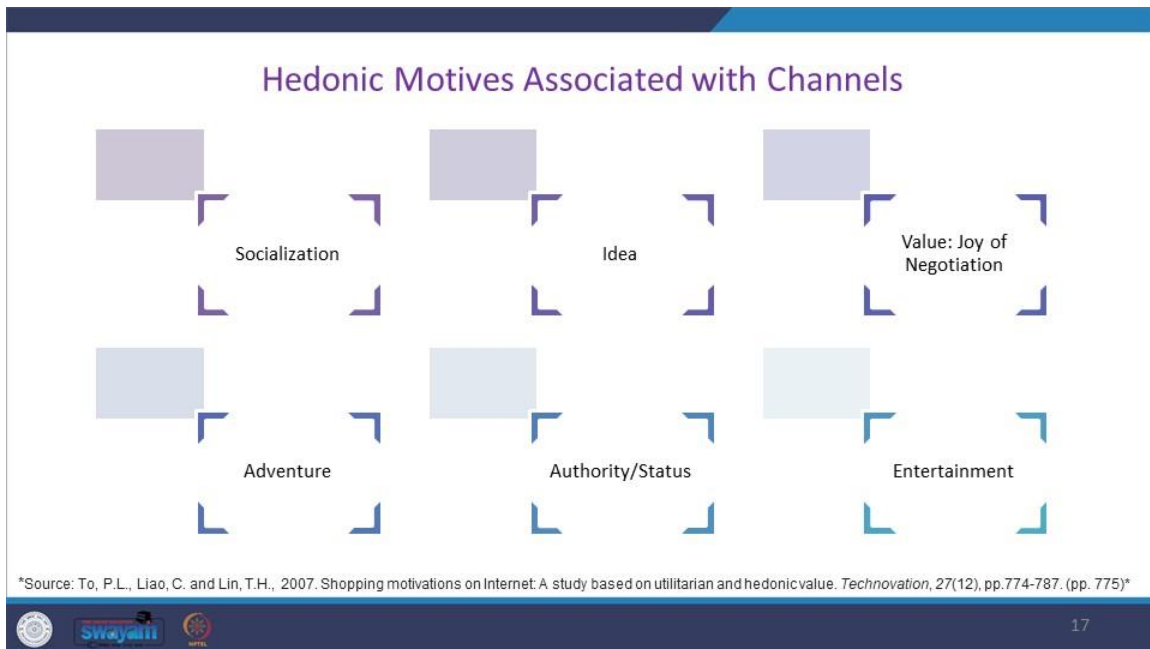 Hedonic Motives Associated with Channels
Socialization
Idea
Value: Joy of
Negotiation
Adventure
Authority/Status
Entertainment
*Source: To, P.L., Liao, C. and Lin, T.H., 2007. Shopping motivations on Internet: A study based on utilitarian and hedonic value. Technovation, 27(12), pp.774-787. (pp. 775)*
swayam
NPTEL
17